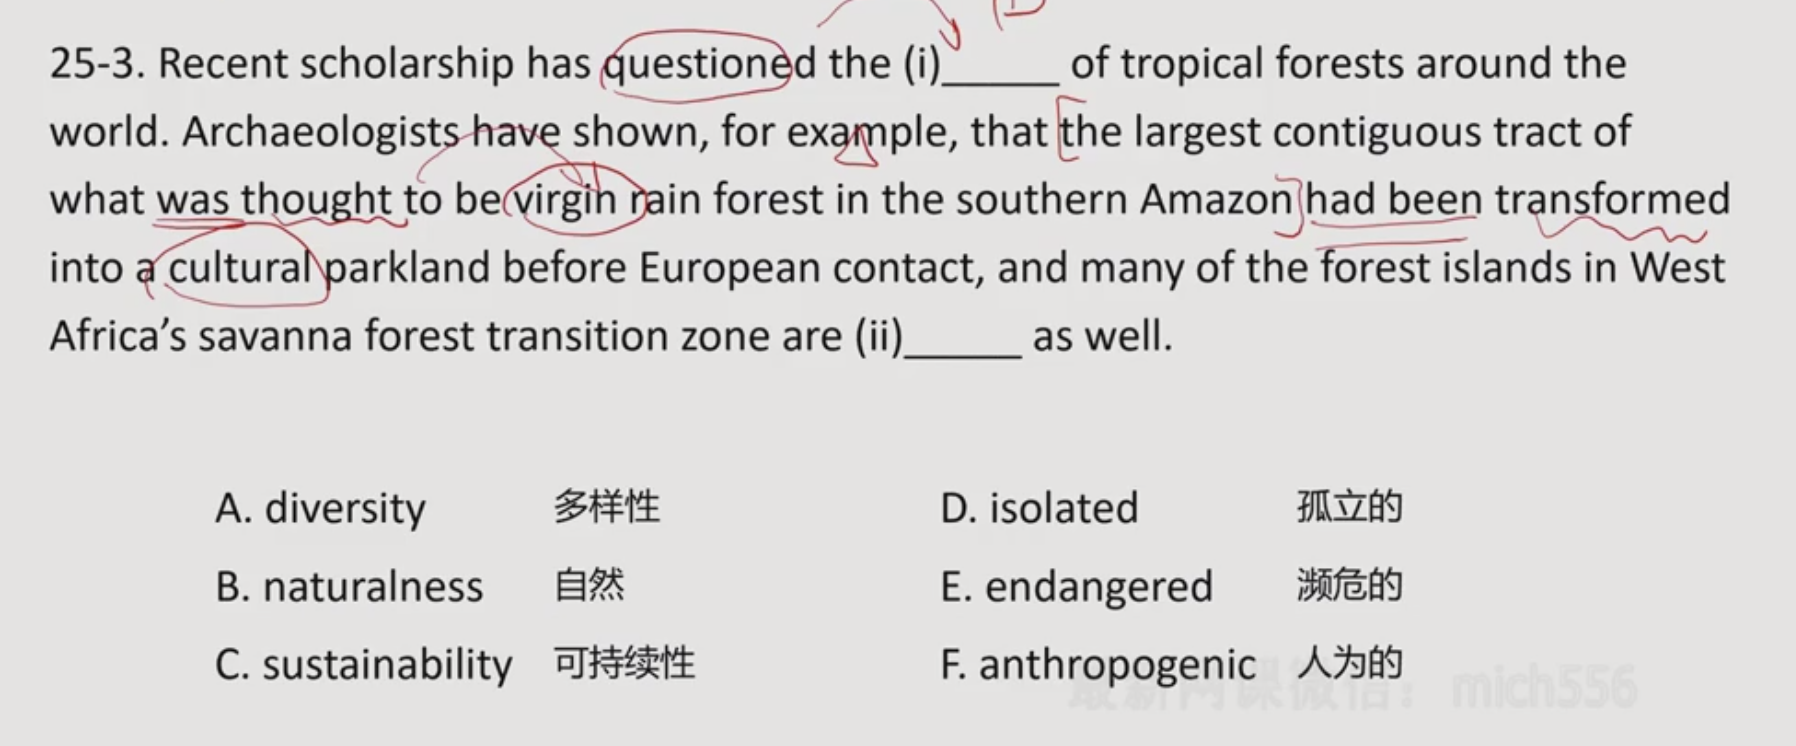 25-3. Recent scholarship has questioned the (i)_____ of tropical forests around the
world. Archaeologists have shown, for example, that the largest contiguous tract of
what was thought to be virgin rain forest in the southern Amazon had been transformed
into a cultural parkland before European contact, and many of the forest islands in West
Africa’s savanna forest transition zone are (ii)_____ as well.
A. diversity 多样性 D. isolated 孤立的
B. naturalness 自然 E. endangered 濒危的
C. sustainability 可持续性 F. anthropogenic 人为的
最新网课微信：mich556